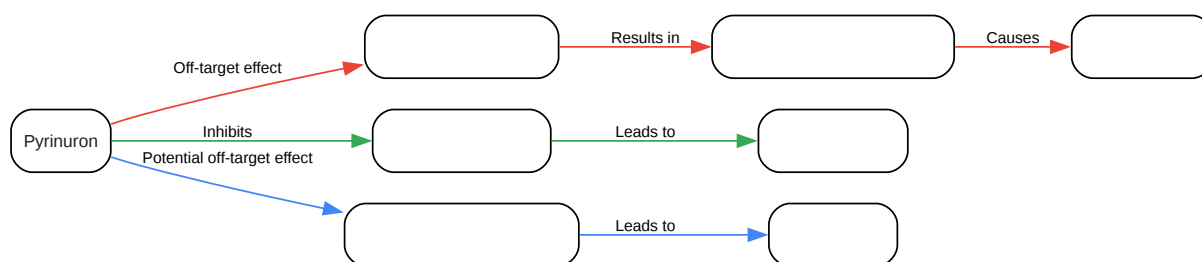 Results in
Causes
Off-target effect
Pyrinuron
Inhibits
Leads to
Potential off-target effect
Leads to